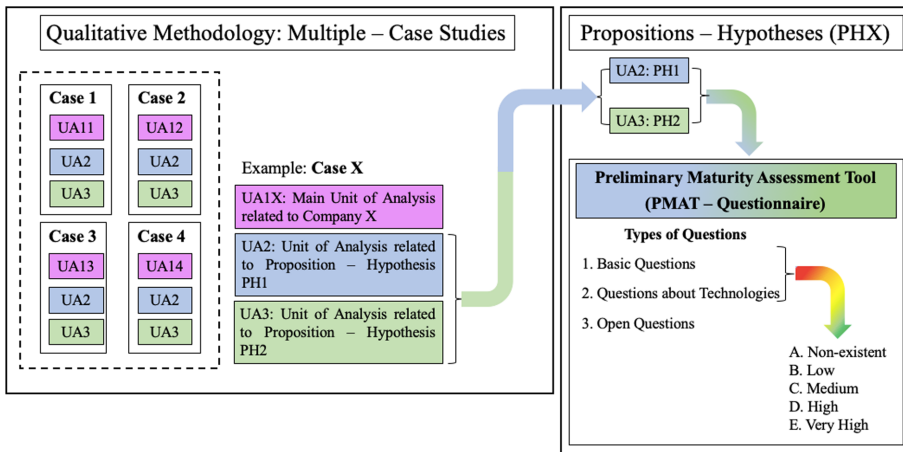 Qualitative Methodology: Multiple – Case Studies
Case 1
UA11
UA2
UA3
Case 2
UA12
UA2
UA3
Case 3
UA13
UA2
UA3
Case 4
UA14
UA2
UA3
Example: Case X
UA1X: Main Unit of Analysis
related to Company X
UA2: Unit of Analysis related
to Proposition – Hypothesis
PH1
UA3: Unit of Analysis related
to Proposition – Hypothesis
PH2
Propositions – Hypotheses (PHX)
UA2: PH1
UA3: PH2
Preliminary Maturity Assessment Tool
(PMAT – Questionnaire)
Types of Questions
1. Basic Questions
2. Questions about Technologies
3. Open Questions
A. Non-existent
B. Low
C. Medium
D. High
E. Very High